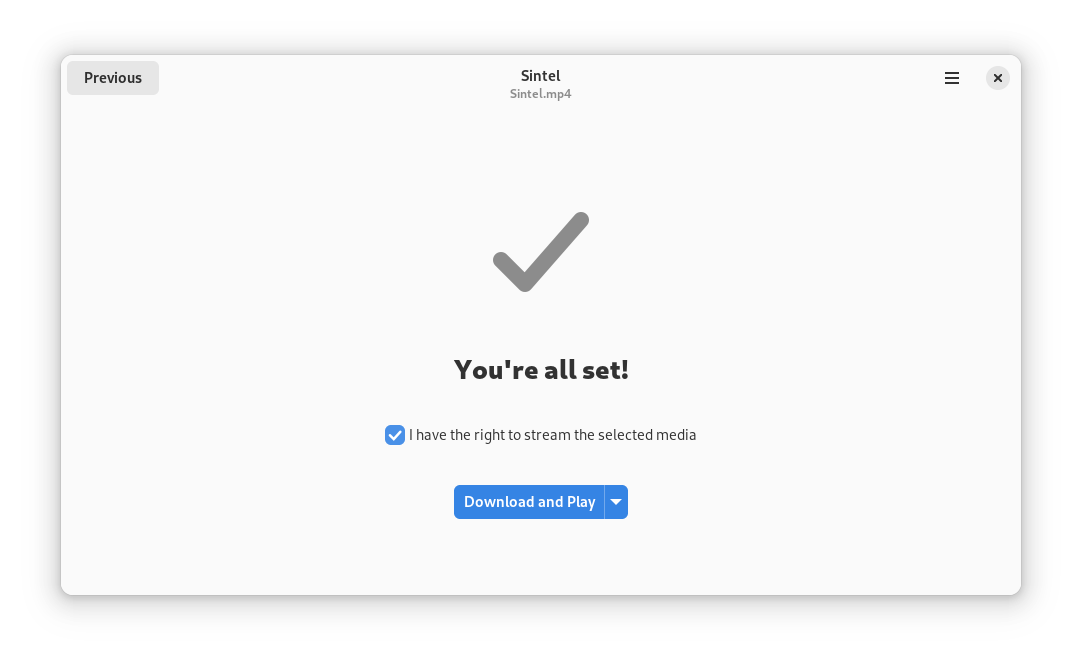 Previous
Sintel
Sintel.mp4
You're all set!
I have the right to stream the selected media
Download and Play